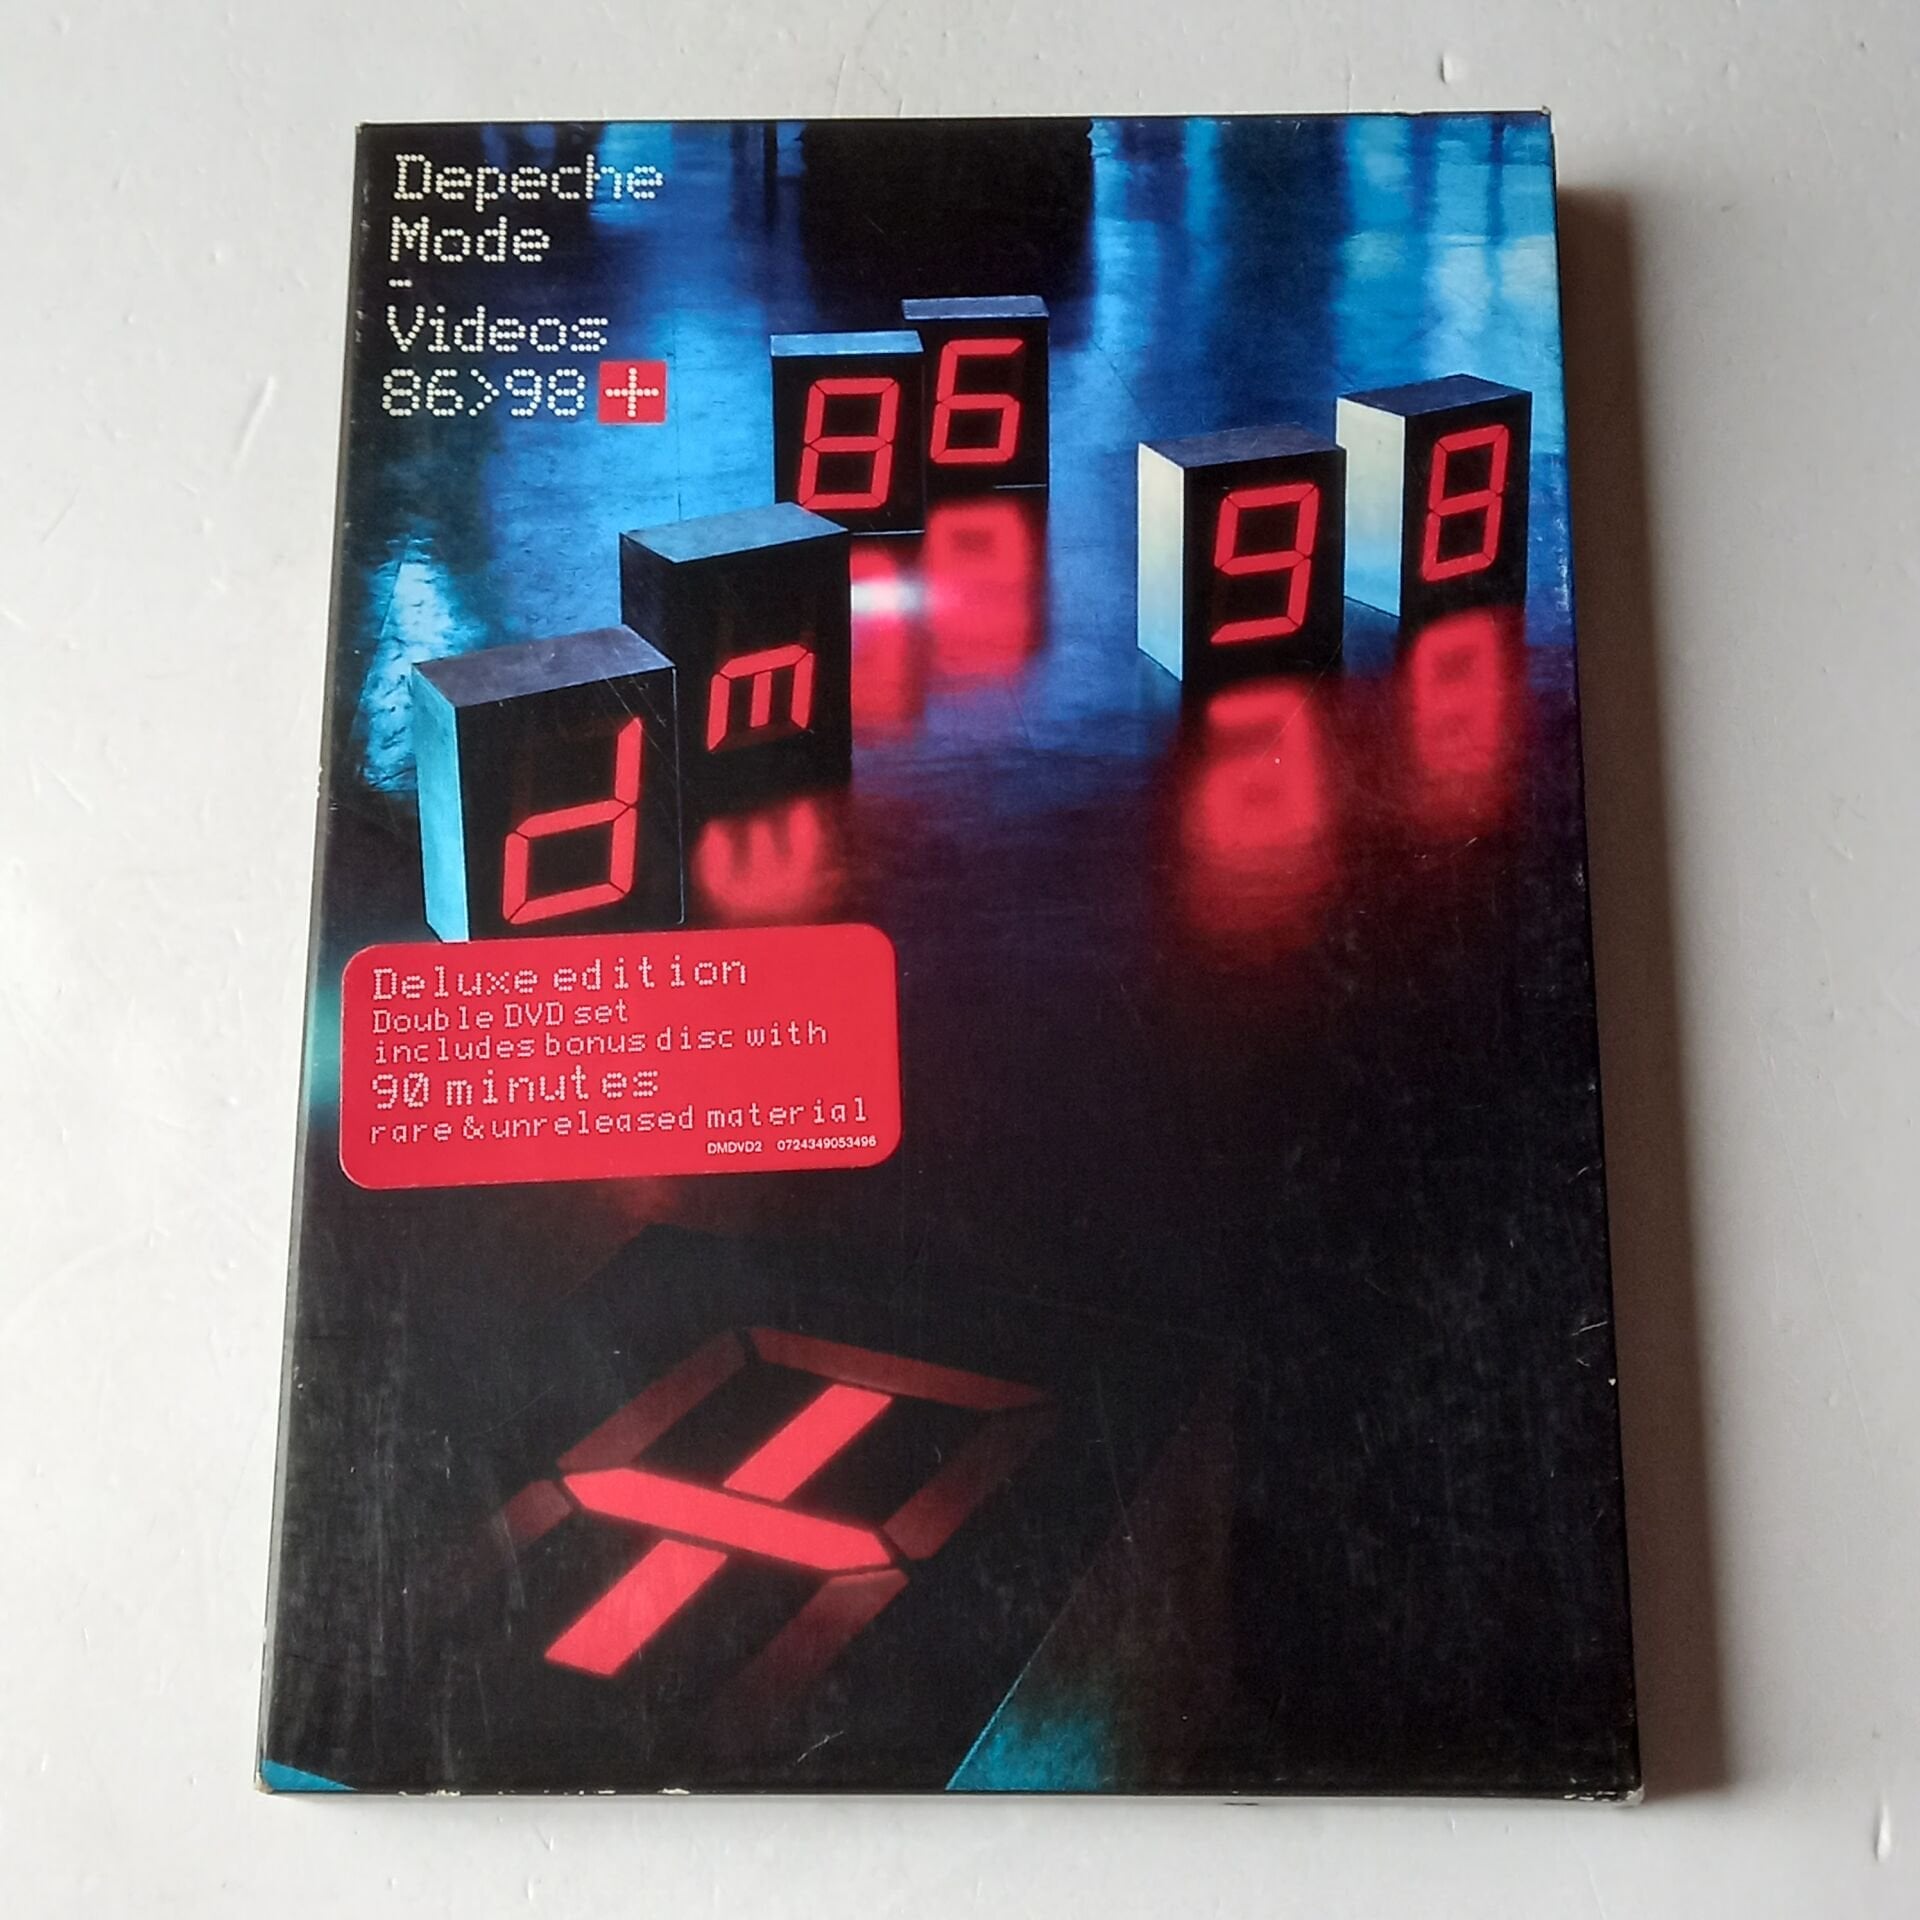 Depeche
Mode
-
Videos
86>98+
86
98
dm
Deluxe edition
Double DVD set
includes bonus disc with
90 minutes
rare & unreleased material
DMDVD2 0724349053496
+